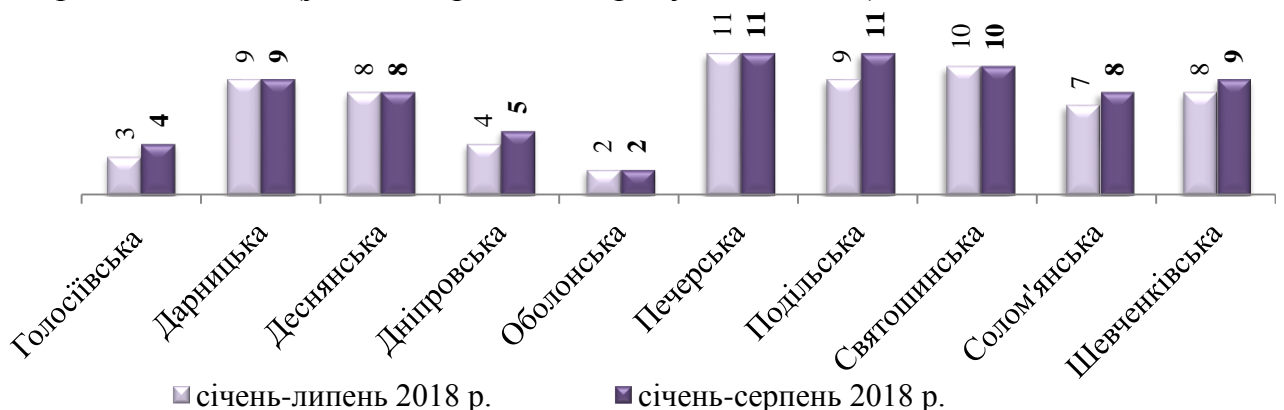 3 4 9 9 8 8 4 5 2 2 11 11 9 11 10 10 7 8 8 9
Голосіївська Дарницька Деснянська Дніпровська Оболонська Печерська Подільська Святошинська Солом'янська Шевченківська
січень-липень 2018 р. січень-серпень 2018 р.